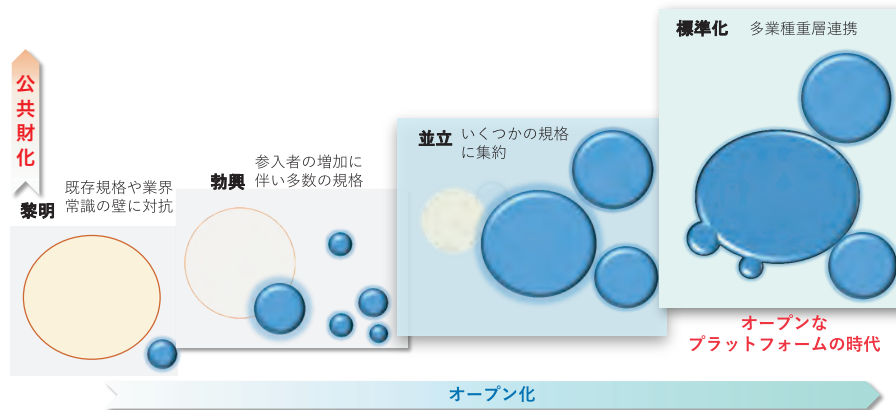 公共財化
黎明
既存規格や業界
常識の壁に対抗
勃興
参入者の増加に
伴い多数の規格
並立
いくつかの規格
に集約
標準化
多業種重層連携
オープンな
プラットフォームの時代
オープン化